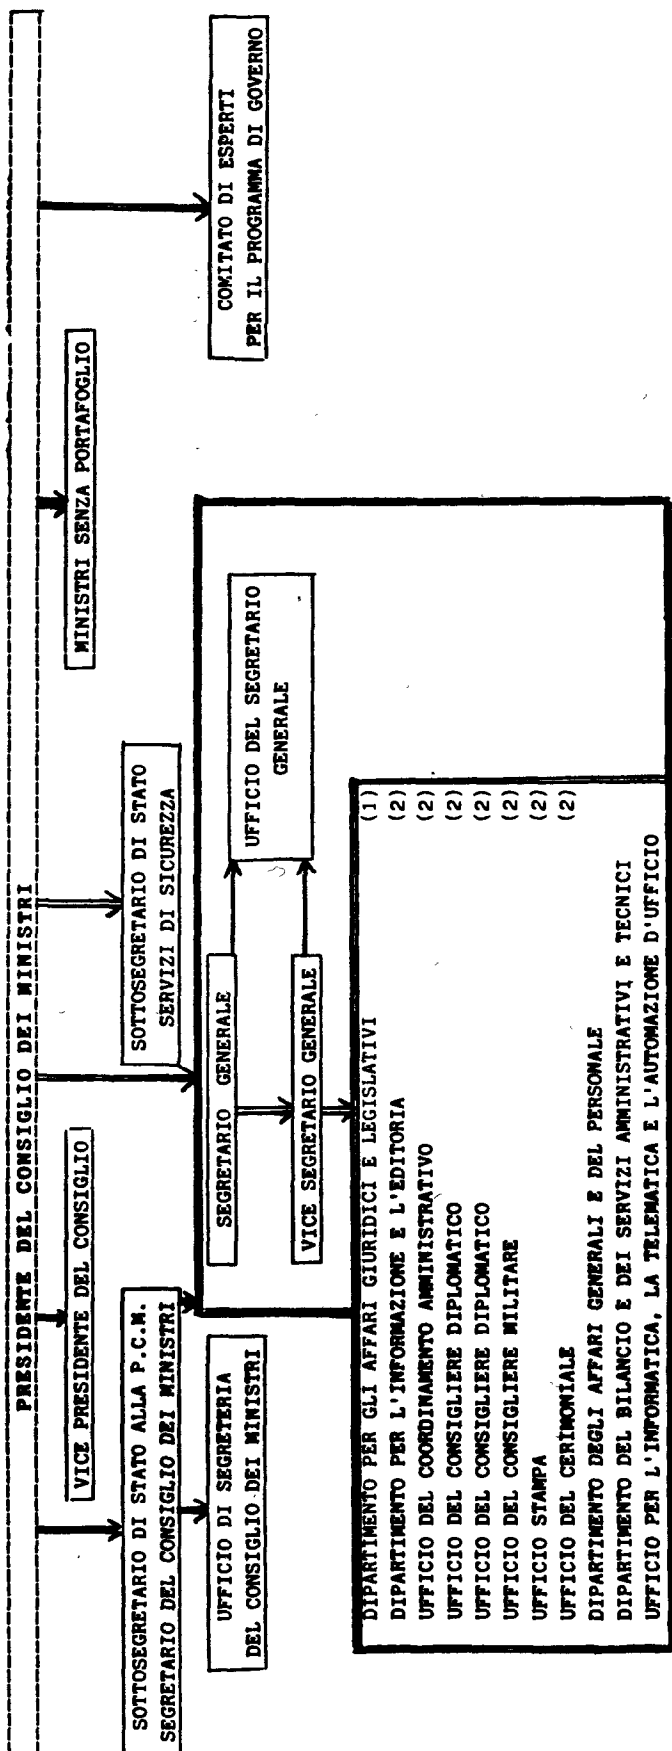 PRESIDENTE DEL CONSIGLIO DEI MINISTRI
VICE PRESIDENTE DEL CONSIGLIO
MINISTRI SENZA PORTAFOGLIO
SOTTOSEGRETARIO DI STATO ALLA P.C.M.
SEGRETARIO DEL CONSIGLIO DEI MINISTRI
SOTTOSEGRETARIO DI STATO
SERVIZI DI SICUREZZA
UFFICIO DI SEGRETERIA
DEL CONSIGLIO DEI MINISTRI
SEGRETARIO GENERALE
VICE SEGRETARIO GENERALE
UFFICIO DEL SEGRETARIO
GENERALE
COMITATO DI ESPERTI
PER IL PROGRAMMA DI GOVERNO
DIPARTIMENTO PER GLI AFFARI GIURIDICI E LEGISLATIVI (1)
DIPARTIMENTO PER L'INFORMAZIONE E L'EDITORIA (2)
UFFICIO DEL COORDINAMENTO AMMINISTRATIVO (2)
UFFICIO DEL CONSIGLIERE DIPLOMATICO (2)
UFFICIO DEL CONSIGLIERE DIPLOMATICO (2)
UFFICIO DEL CONSIGLIERE MILITARE (2)
UFFICIO STAMPA (2)
UFFICIO DEL CERIMONIALE (2)
DIPARTIMENTO DEGLI AFFARI GENERALI E DEL PERSONALE
DIPARTIMENTO DEL BILANCIO E DEI SERVIZI AMMINISTRATIVI E TECNICI
UFFICIO PER L'INFORMATICA, LA TELEMATICA E L'AUTOMAZIONE D'UFFICIO